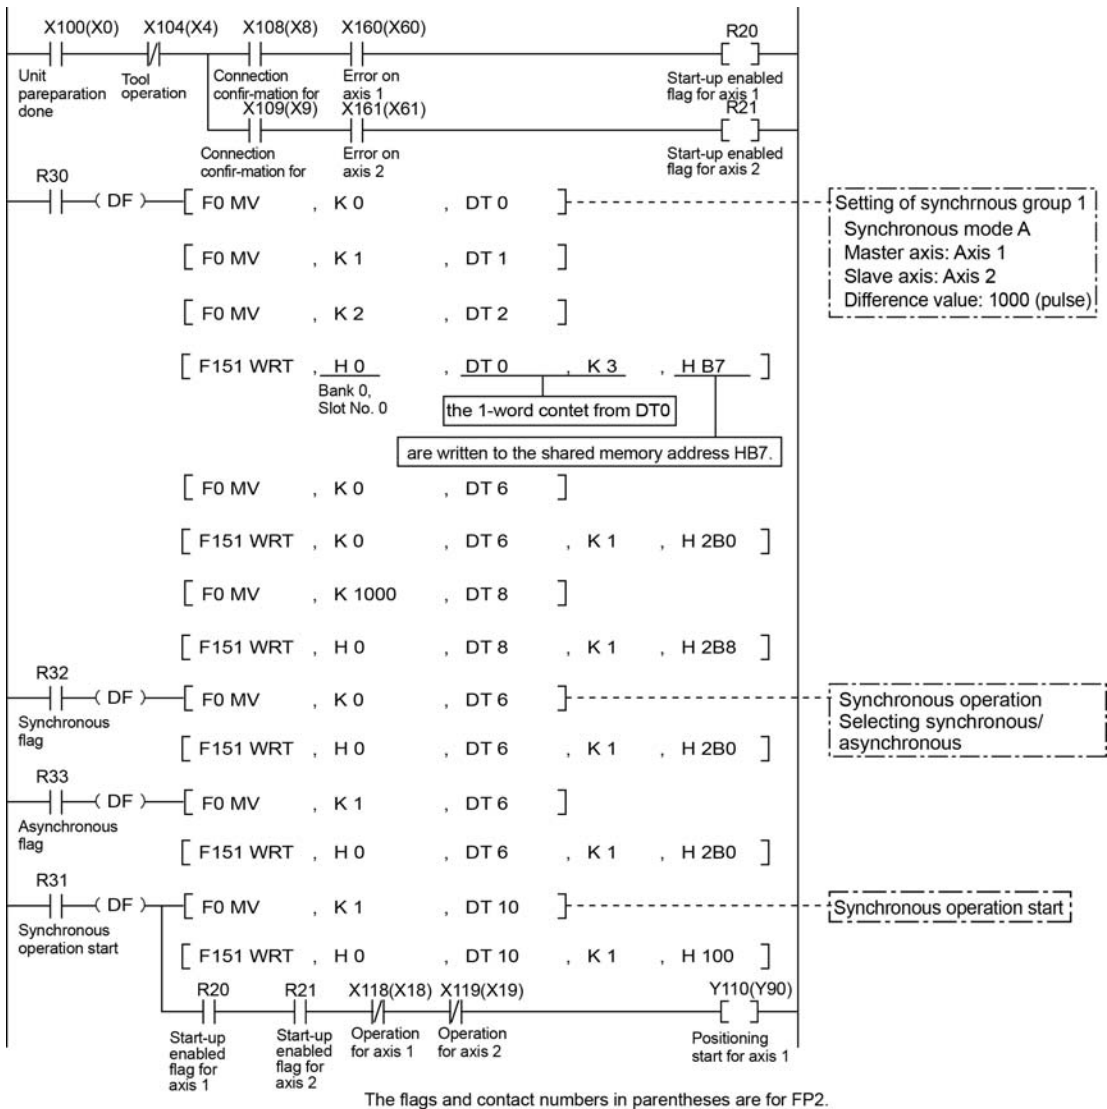 X100(X0) X104(X4) X108(X8) X160(X60) R20
Unit
pareparation
done
Tool
operation
Connection
confir-mation for
Error on
axis 1
Start-up enabled
flag for axis 1
X109(X9) X161(X61) R21
Connection
confir-mation for
Error on
axis 2
Start-up enabled
flag for axis 2
R30
( DF ) [ F0 MV , K 0 , DT 0 ]
Setting of synchrnous group 1
Synchronous mode A
Master axis: Axis 1
Slave axis: Axis 2
Difference value: 1000 (pulse)
[ F0 MV , K 1 , DT 1 ]
[ F0 MV , K 2 , DT 2 ]
[ F151 WRT , H 0 , DT 0 , K 3 , H B7 ]
Bank 0,
Slot No. 0
the 1-word contet from DT0
are written to the shared memory address HB7.
[ F0 MV , K 0 , DT 6 ]
[ F151 WRT , K 0 , DT 6 , K 1 , H 2B0 ]
[ F0 MV , K 1000 , DT 8 ]
[ F151 WRT , H 0 , DT 8 , K 1 , H 2B8 ]
R32
( DF ) [ F0 MV , K 0 , DT 6 ]
Synchronous
flag
Synchronous operation
Selecting synchronous/
asynchronous
[ F151 WRT , H 0 , DT 6 , K 1 , H 2B0 ]
R33
( DF ) [ F0 MV , K 1 , DT 6 ]
Asynchronous
flag
[ F151 WRT , H 0 , DT 6 , K 1 , H 2B0 ]
R31
( DF ) [ F0 MV , K 1 , DT 10 ]
Synchronous operation start
Synchronous
operation start
[ F151 WRT , H 0 , DT 10 , K 1 , H 100 ]
R20 R21 X118(X18) X119(X19) Y110(Y90)
Start-up
enabled
flag for
axis 1
Start-up
enabled
flag for
axis 2
Operation
for axis 1
Operation
for axis 2
Positioning
start for axis 1
The flags and contact numbers in parentheses are for FP2.